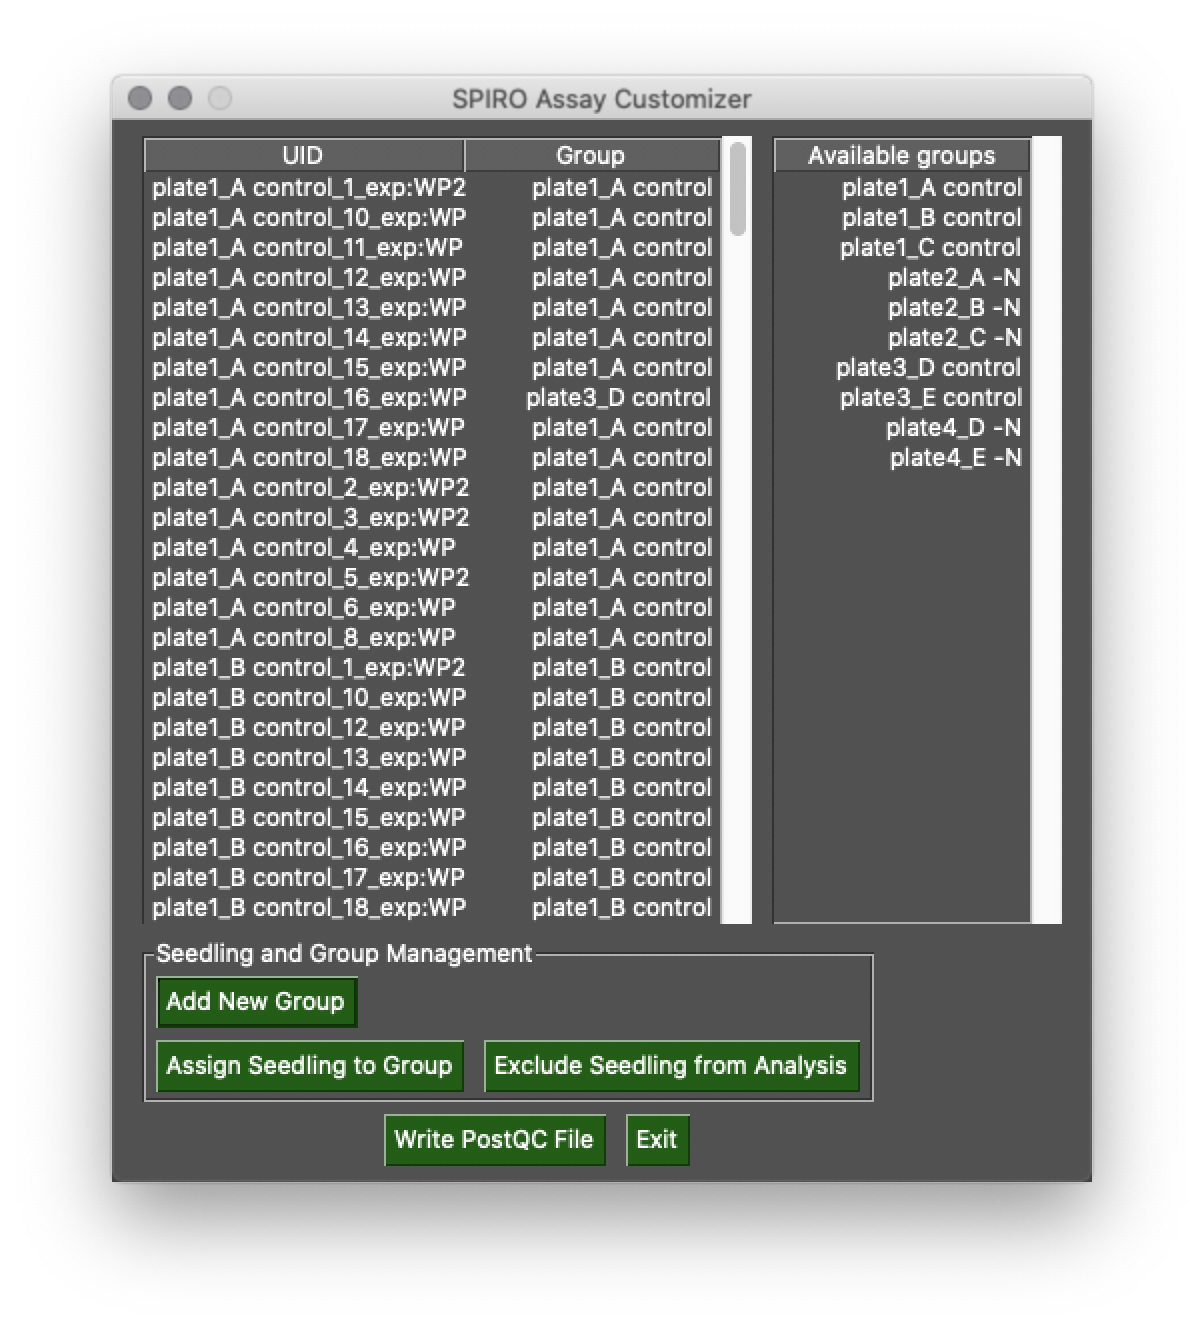 SPIRO Assay Customizer
UID Group Available groups
plate1_A control_1_exp:WP2 plate1_A control plate1_A control
plate1_A control_10_exp:WP plate1_A control plate1_B control
plate1_A control_11_exp:WP plate1_A control plate1_C control
plate1_A control_12_exp:WP plate1_A control plate2_A -N
plate1_A control_13_exp:WP plate1_A control plate2_B -N
plate1_A control_14_exp:WP plate1_A control plate2_C -N
plate1_A control_15_exp:WP plate1_A control plate3_D control
plate1_A control_16_exp:WP plate3_D control plate3_E control
plate1_A control_17_exp:WP plate1_A control plate4_D -N
plate1_A control_18_exp:WP plate1_A control plate4_E -N
plate1_A control_2_exp:WP2 plate1_A control
plate1_A control_3_exp:WP2 plate1_A control
plate1_A control_4_exp:WP plate1_A control
plate1_A control_5_exp:WP2 plate1_A control
plate1_A control_6_exp:WP plate1_A control
plate1_A control_8_exp:WP plate1_A control
plate1_B control_1_exp:WP2 plate1_B control
plate1_B control_10_exp:WP plate1_B control
plate1_B control_12_exp:WP plate1_B control
plate1_B control_13_exp:WP plate1_B control
plate1_B control_14_exp:WP plate1_B control
plate1_B control_15_exp:WP plate1_B control
plate1_B control_16_exp:WP plate1_B control
plate1_B control_17_exp:WP plate1_B control
plate1_B control_18_exp:WP plate1_B control
Seedling and Group Management
Add New Group
Assign Seedling to Group Exclude Seedling from Analysis
Write PostQC File Exit